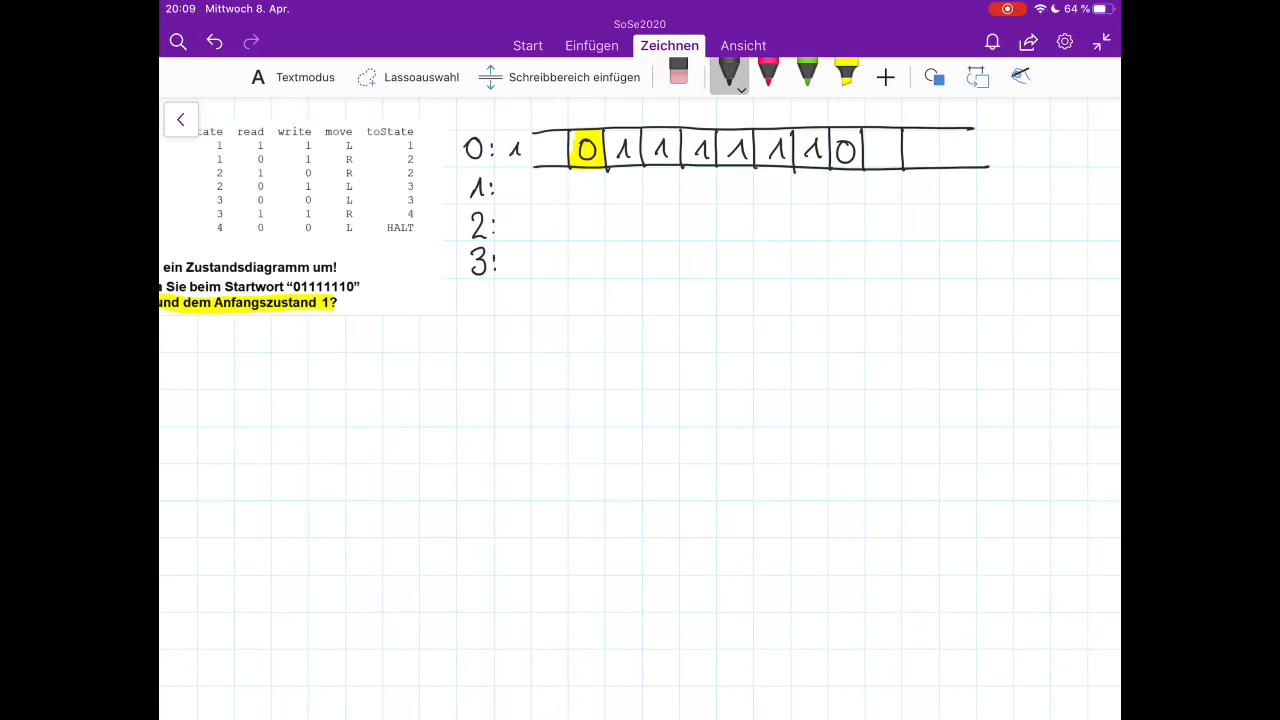 20:09 Mittwoch 8. Apr. 64 %
SoSe2020
Start Einfügen Zeichnen Ansicht
A Textmodus Lassoauswahl Schreibbereich einfügen
tate read write move toState
1 1 1 L 1
1 0 1 R 2
2 1 0 R 2
2 0 1 L 3
3 0 0 L 3
3 1 1 R 4
4 0 0 L HALT
ein Zustandsdiagramm um!
n Sie beim Startwort “01111110”
und dem Anfangszustand 1?
0: 1 0 1 1 1 1 1 1 0
1:
2:
3: